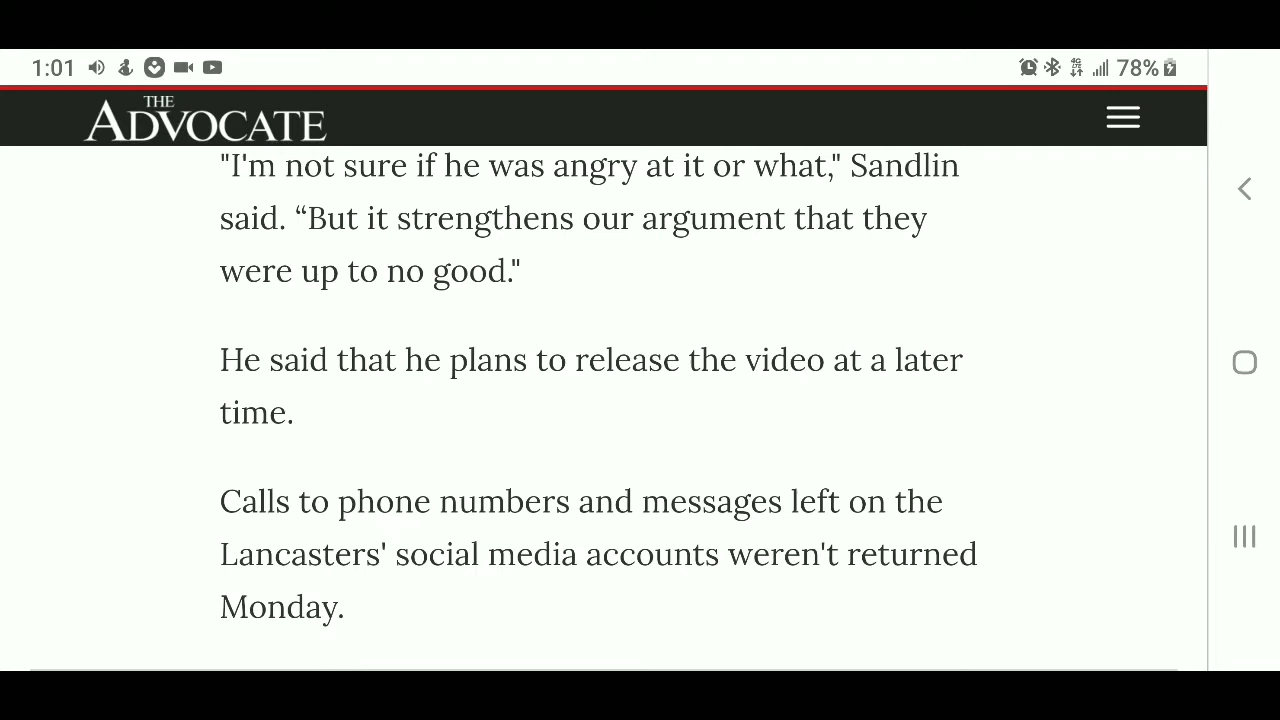 1:01
78%
THE
ADVOCATE
"I'm not sure if he was angry at it or what," Sandlin
said. “But it strengthens our argument that they
were up to no good."
He said that he plans to release the video at a later
time.
Calls to phone numbers and messages left on the
Lancasters' social media accounts weren't returned
Monday.